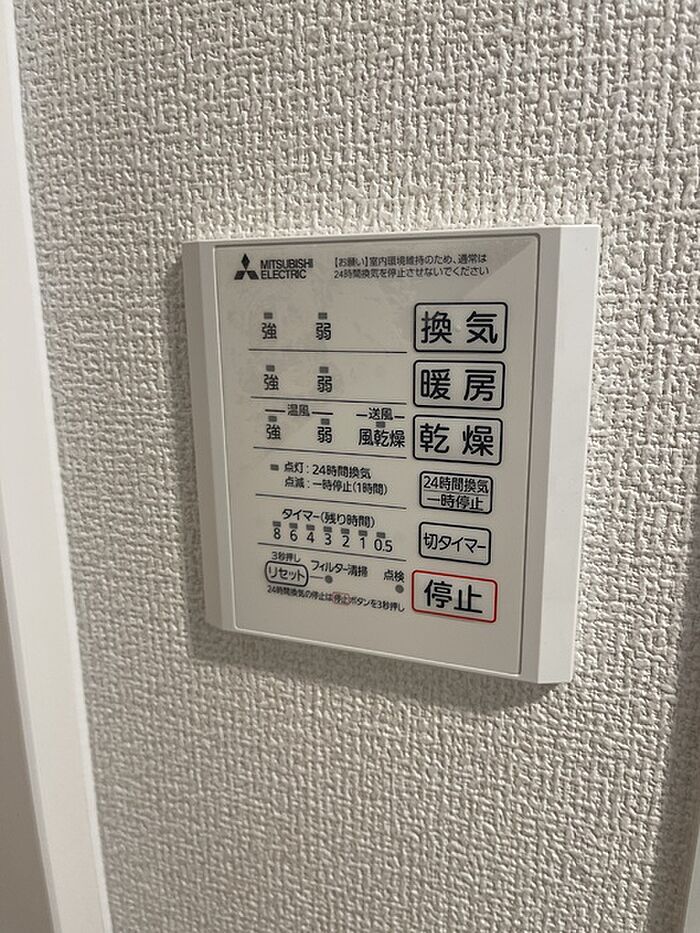 MITSUBISHI
ELECTRIC
【お願い】室内環境維持のため、通常は
24時間換気を停止させないでください
強 弱 換気
強 弱 暖房
温風 送風
強 弱 風乾燥 乾燥
点灯:24時間換気
点滅:一時停止(1時間)
24時間換気
一時停止
タイマー(残り時間)
8 6 4 3 2 1 0.5
切タイマー
3秒押し
リセット フィルター清掃 点検
24時間換気の停止は停止ボタンを3秒押し
停止